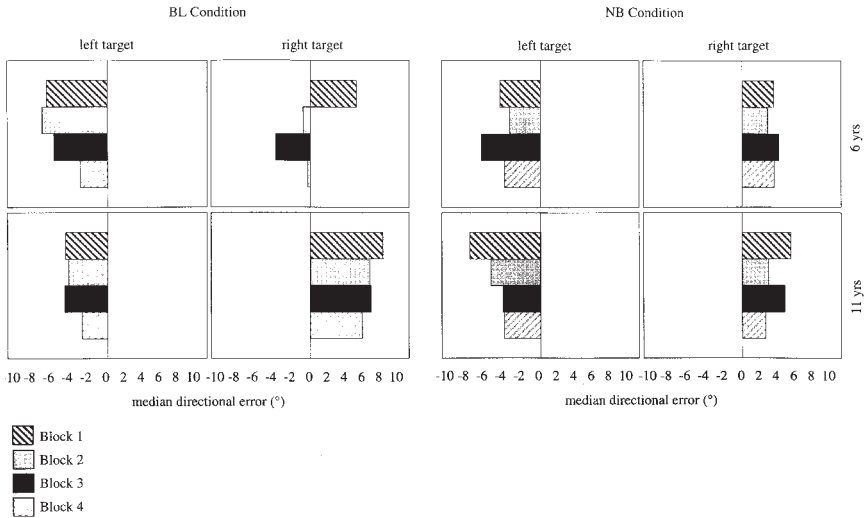 BL Condition
NB Condition
left target
right target
left target
right target
6 yrs
11 yrs
10 -8 -6 -4 -2 0 2 4 6 8 10
-10 -8 -6 -4 -2 0 2 4 6 8 10
-10 -8 -6 -4 -2 0 2 4 6 8 10
-10 -8 -6 -4 -2 0 2 4 6 8 10
median directional error (°)
median directional error (°)
Block 1
Block 2
Block 3
Block 4